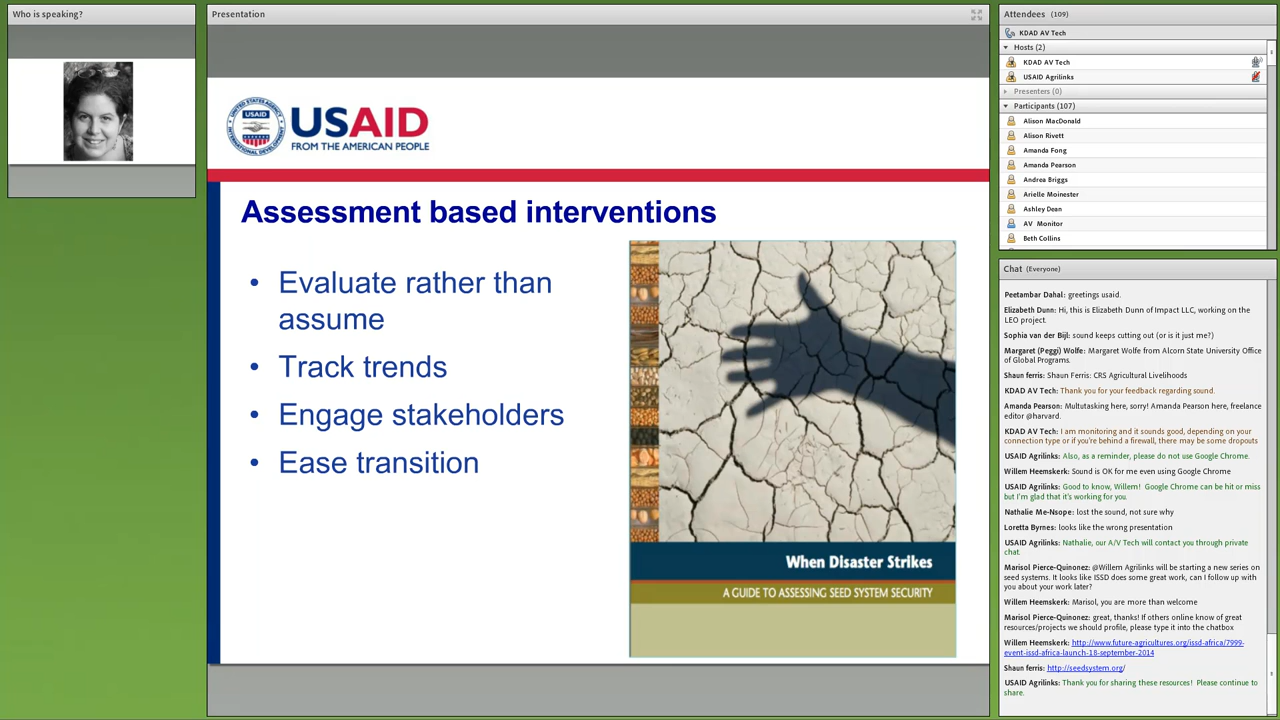 Who is speaking?
Presentation
UNITED STATES AGENCY
INTERNATIONAL DEVELOPMENT
USAID
USAID
FROM THE AMERICAN PEOPLE
Assessment based interventions
• Evaluate rather than
assume
• Track trends
• Engage stakeholders
• Ease transition
When Disaster Strikes
A GUIDE TO ASSESSING SEED SYSTEM SECURITY
Attendees (109)
KDAD AV Tech
Hosts (2)
KDAD AV Tech
USAID Agrilinks
Presenters (0)
Participants (107)
Alison MacDonald
Alison Rivett
Amanda Fong
Amanda Pearson
Andrea Briggs
Arielle Moinester
Ashley Dean
AV Monitor
Beth Collins
Chat (Everyone)
Peetambar Dahal: greetings usaid.
Elizabeth Dunn: Hi, this is Elizabeth Dunn of Impact LLC, working on the
LEO project.
Sophia van der Bijl: sound keeps cutting out (or is it just me?)
Margaret (Peggi) Wolfe: Margaret Wolfe from Alcorn State University Office
of Global Programs.
Shaun ferris: Shaun Ferris: CRS Agricultural Livelihoods
KDAD AV Tech: Thank you for your feedback regarding sound.
Amanda Pearson: Multutasking here, sorry! Amanda Pearson here, freelance
editor @harvard.
KDAD AV Tech: I am monitoring and it sounds good, depending on your
connection type or if you're behind a firewall, there may be some dropouts
USAID Agrilinks: Also, as a reminder, please do not use Google Chrome.
Willem Heemskerk: Sound is OK for me even using Google Chrome
USAID Agrilinks: Good to know, Willem! Google Chrome can be hit or miss
but I'm glad that it's working for you.
Nathalie Me-Nsope: lost the sound, not sure why
Loretta Byrnes: looks like the wrong presentation
USAID Agrilinks: Nathalie, our A/V Tech will contact you through private
chat.
Marisol Pierce-Quinonez: @Willem Agrilinks will be starting a new series on
seed systems. It looks like ISSD does some great work, can I follow up with
you about your work later?
Willem Heemskerk: Marisol, you are more than welcome
Marisol Pierce-Quinonez: great, thanks! If others online know of great
resources/projects we should profile, please type it into the chatbox
Willem Heemskerk: http://www.future-agricultures.org/issd-africa/7999-
event-issd-africa-launch-18-september-2014
Shaun ferris: http://seedsystem.org/
USAID Agrilinks: Thank you for sharing these resources! Please continue to
share.